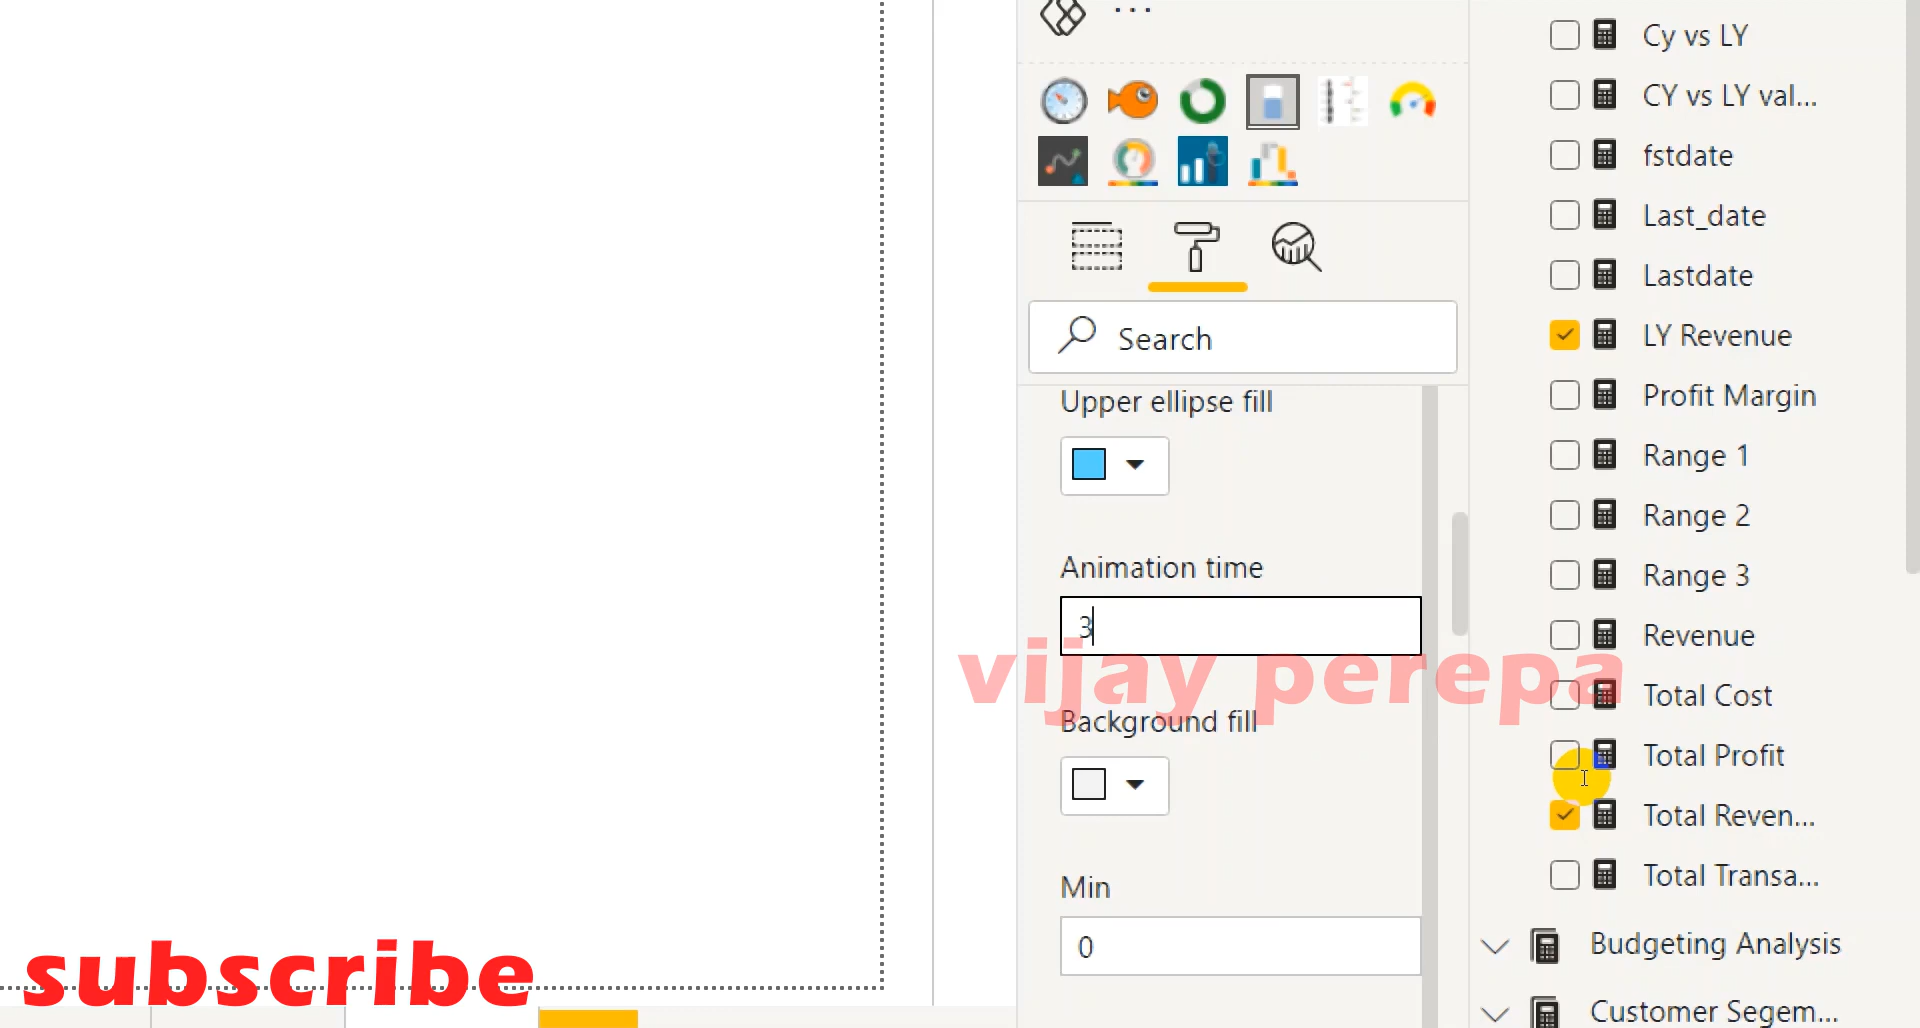 ...
Search
Upper ellipse fill
Animation time
3
Background fill
Min
0
Cy vs LY
CY vs LY val...
fstdate
Last_date
Lastdate
LY Revenue
Profit Margin
Range 1
Range 2
Range 3
Revenue
Total Cost
Total Profit
Total Reven...
Total Transa...
Budgeting Analysis
Customer Segem...
vijay perepa
subscribe